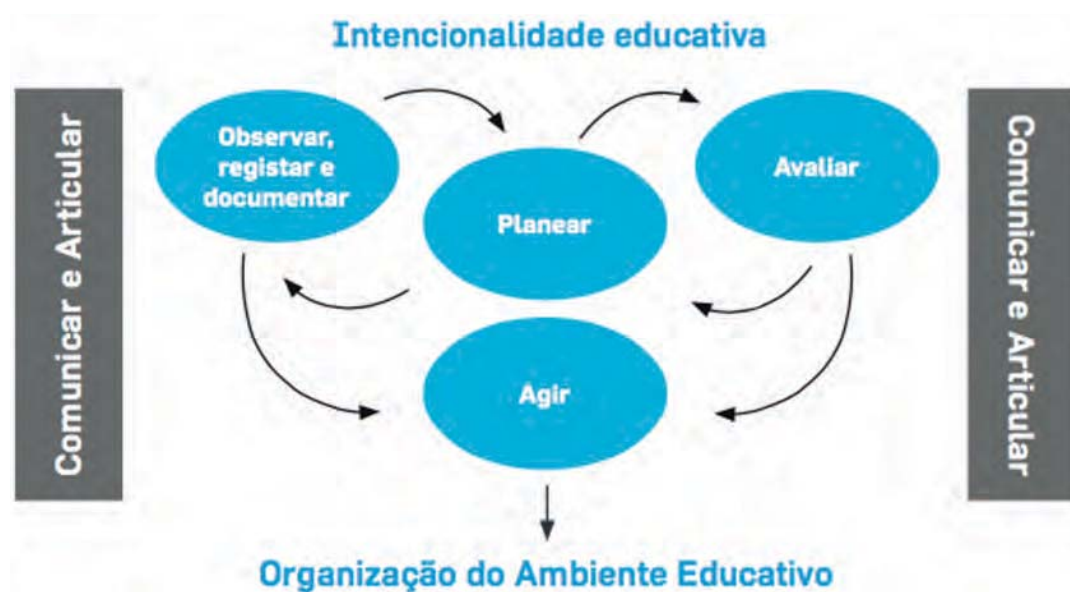 Intencionalidade educativa
Comunicar e Articular
Observar,
registar e
documentar
Planear
Avaliar
Agir
Comunicar e Articular
Organização do Ambiente Educativo